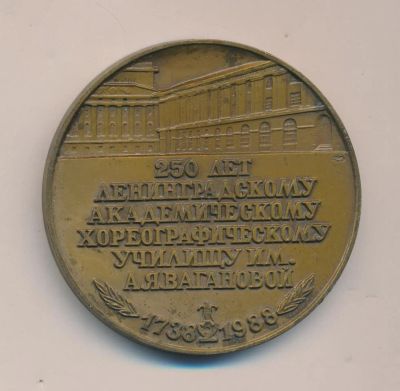 250 ЛЕТ
ЛЕНИНГРАДСКОМУ
АКАДЕМИЧЕСКОМУ
ХОРЕОГРАФИЧЕСКОМУ
УЧИЛИЩУ ИМ.
А.Я.ВАГАНОВОЙ
1738 1988